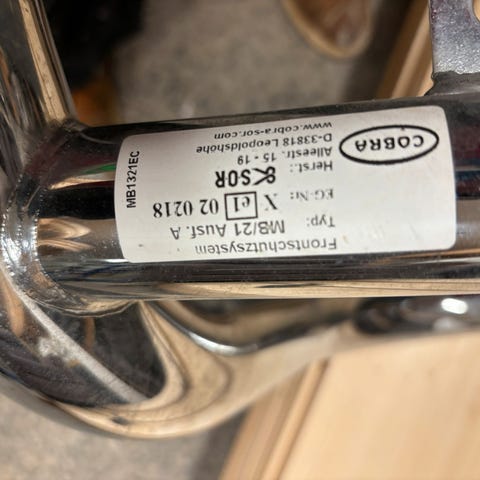 Frontschutzsystem
Typ: MB/21 Ausf. A
EG-Nr: X e1 02 0218
Herst.: SOR
Alleestr. 15 - 19
D-33818 Leopoldshöhe
www.cobra-sor.com
COBRA
MB1321EC